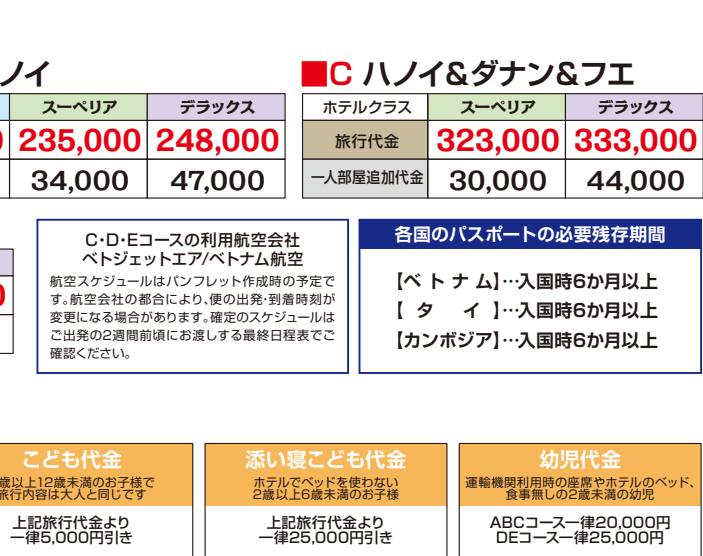 ノイ
スーペリア デラックス
0 235,000 248,000
34,000 47,000
■C ハノイ&ダナン&フエ
ホテルクラス スーペリア デラックス
旅行代金 323,000 333,000
一人部屋追加代金 30,000 44,000
0
C・D・Eコースの利用航空会社
ベトジェットエア/ベトナム航空
航空スケジュールはパンフレット作成時の予定で
す。航空会社の都合により、便の出発・到着時刻が
変更になる場合があります。確定のスケジュールは
ご出発の2週間前頃にお渡しする最終日程表でご
確認ください。
各国のパスポートの必要残存期間
【ベトナム】…入国時6か月以上
【タイ】…入国時6か月以上
【カンボジア】…入国時6か月以上
こども代金
歳以上12歳未満のお子様で
旅行内容は大人と同じです
上記旅行代金より
一律5,000円引き
添い寝こども代金
ホテルでベッドを使わない
2歳以上6歳未満のお子様
上記旅行代金より
一律25,000円引き
幼児代金
運輸機関利用時の座席やホテルのベッド、
食事無しの2歳未満の幼児
ABCコース一律20,000円
DEコース一律25,000円